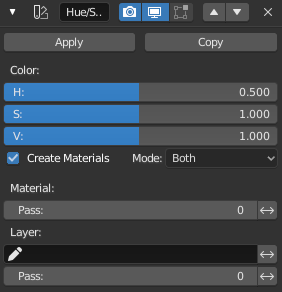 Hue/S..
Apply Copy
Color:
H: 0.500
S: 1.000
V: 1.000
Create Materials Mode: Both
Material:
Pass: 0
Layer:
Pass: 0